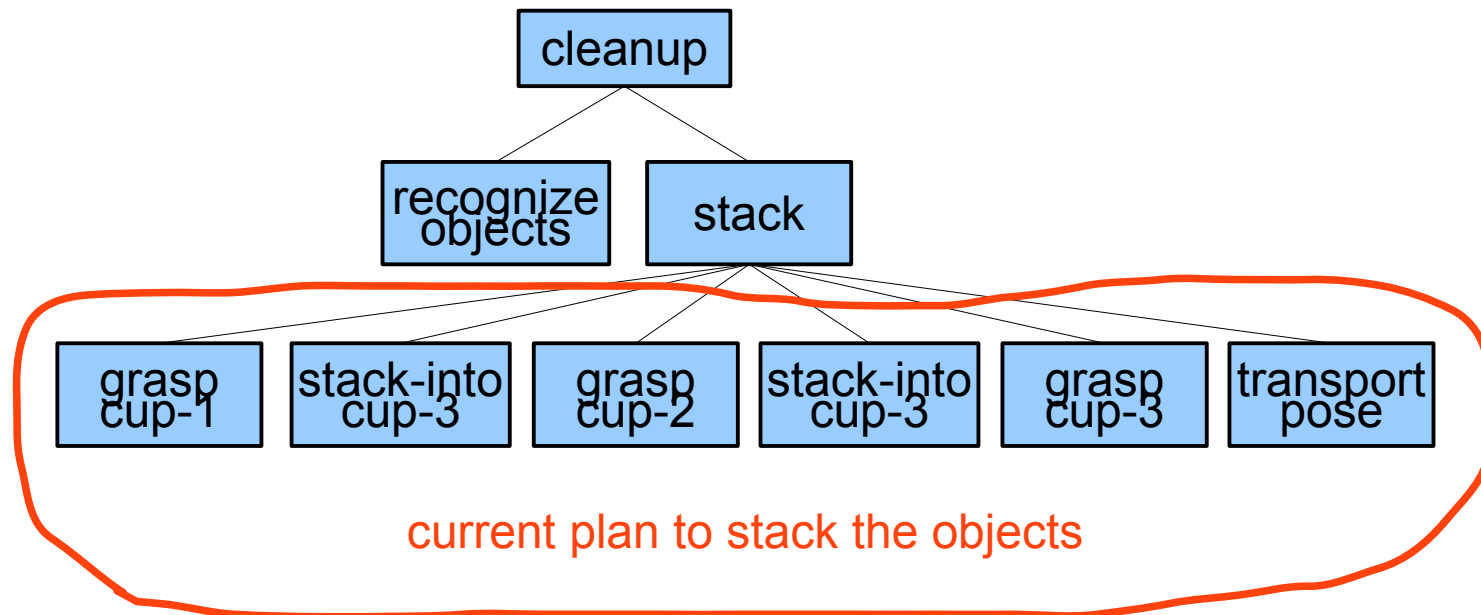 cleanup
recognize
objects
stack
grasp
cup-1
stack-into
cup-3
grasp
cup-2
stack-into
cup-3
grasp
cup-3
transport
pose
current plan to stack the objects